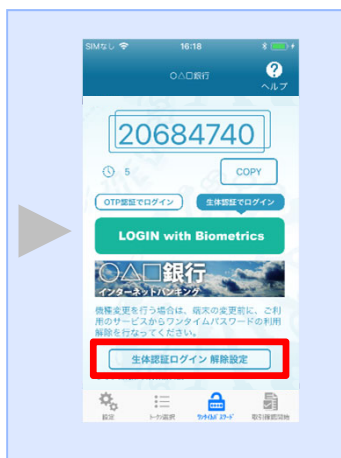 SIMなし 16:18
○△□銀行
ヘルプ
20684740
5 COPY
OTP認証でログイン 生体認証でログイン
LOGIN with Biometrics
○△□銀行
インターネットバンキング
機種変更を行う場合は、端末の変更前に、ご利
用のサービスからワンタイムパスワードの利用
解除を行なってください。
生体認証ログイン 解除設定
設定 トークン選択 ワンタイムパスワード 取引確認開始